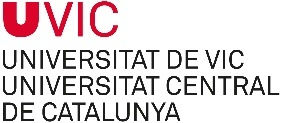 UVIC
UNIVERSITAT DE VIC
UNIVERSITAT CENTRAL
DE CATALUNYA